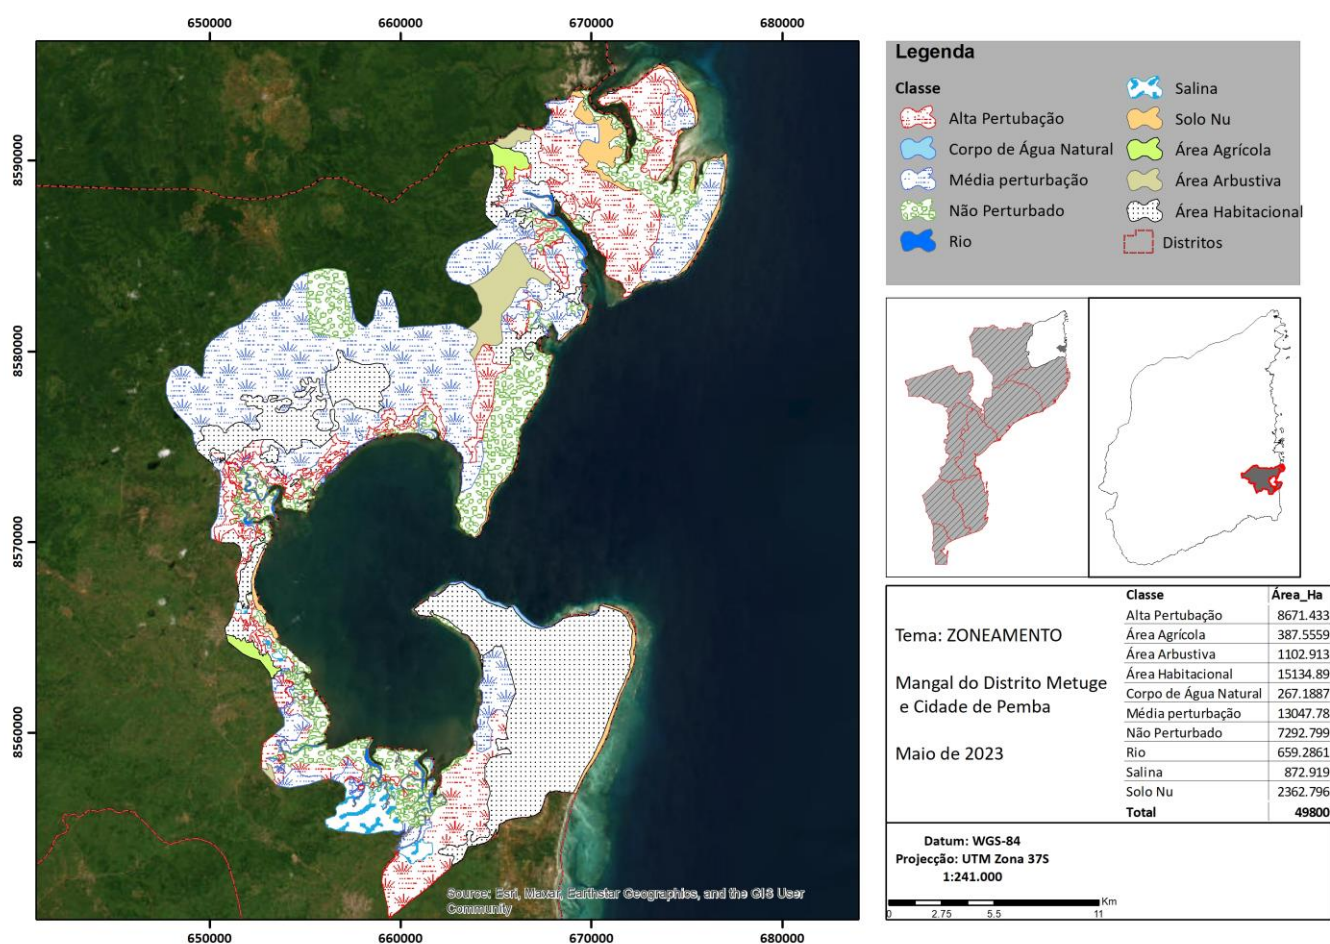 650000 660000 670000 680000
8590000
8580000
8570000
8560000
650000 660000 670000 680000
Source: Esri, Maxar, Earthstar Geographics, and the GIS User
Community
Legenda
Classe
Alta Pertubação
Corpo de Água Natural
Média perturbação
Não Perturbado
Rio
Salina
Solo Nu
Área Agrícola
Área Arbustiva
Área Habitacional
Distritos
Tema: ZONEAMENTO
Mangal do Distrito Metuge
e Cidade de Pemba
Maio de 2023
Classe Área_Ha
Alta Pertubação 8671.433
Área Agrícola 387.5559
Área Arbustiva 1102.913
Área Habitacional 15134.89
Corpo de Água Natural 267.1887
Média perturbação 13047.78
Não Perturbado 7292.799
Rio 659.2861
Salina 872.919
Solo Nu 2362.796
Total 49800
Datum: WGS-84
Projecção: UTM Zona 37S
1:241.000
Km
0 2.75 5.5 11